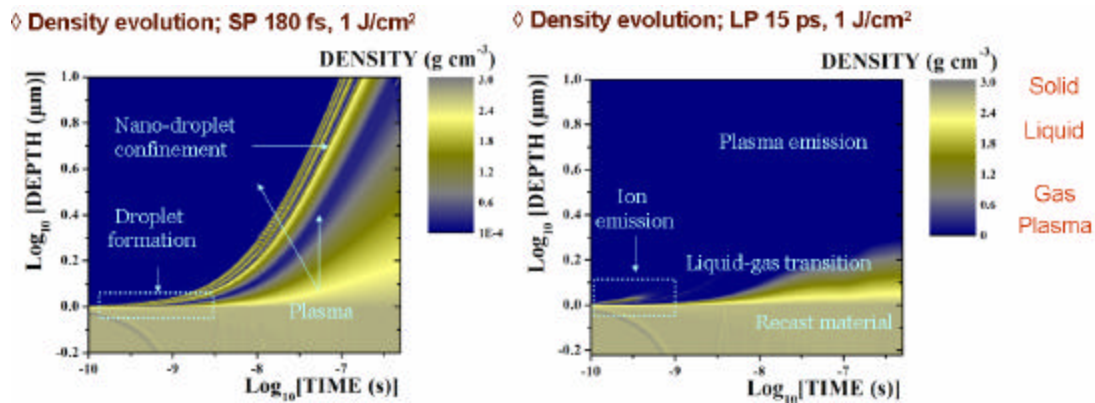 ◊ Density evolution; SP 180 fs, 1 J/cm²
DENSITY (g cm⁻³)
1.0
0.8
0.6
0.4
0.2
0.0
-0.2
Log₁₀[DEPTH (µm)]
Nano-droplet
confinement
Droplet
formation
Plasma
-10
-9
-8
-7
Log₁₀[TIME (s)]
3.0
2.4
1.8
1.2
0.6
1E-4
◊ Density evolution; LP 15 ps, 1 J/cm²
DENSITY (g cm⁻³)
1.0
0.8
0.6
0.4
0.2
0.0
-0.2
Log₁₀[DEPTH (µm)]
Plasma emission
Ion
emission
Liquid-gas transition
Recast material
-10
-9
-8
-7
Log₁₀[TIME (s)]
3.0
2.4
1.8
1.2
0.6
0
Solid
Liquid
Gas
Plasma